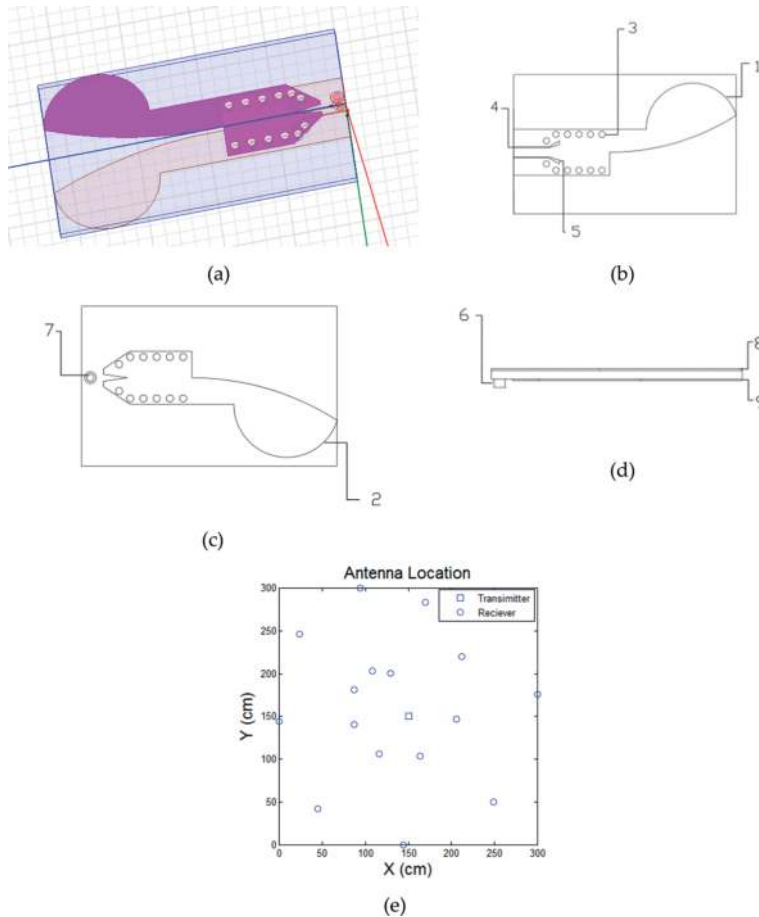 (a)
3
1
4
5
(b)
7
2
(c)
6
8
9
(d)
Antenna Location
Transimitter
Reciever
300
250
200
150
100
50
0
Y (cm)
0 50 100 150 200 250 300
X (cm)
(e)